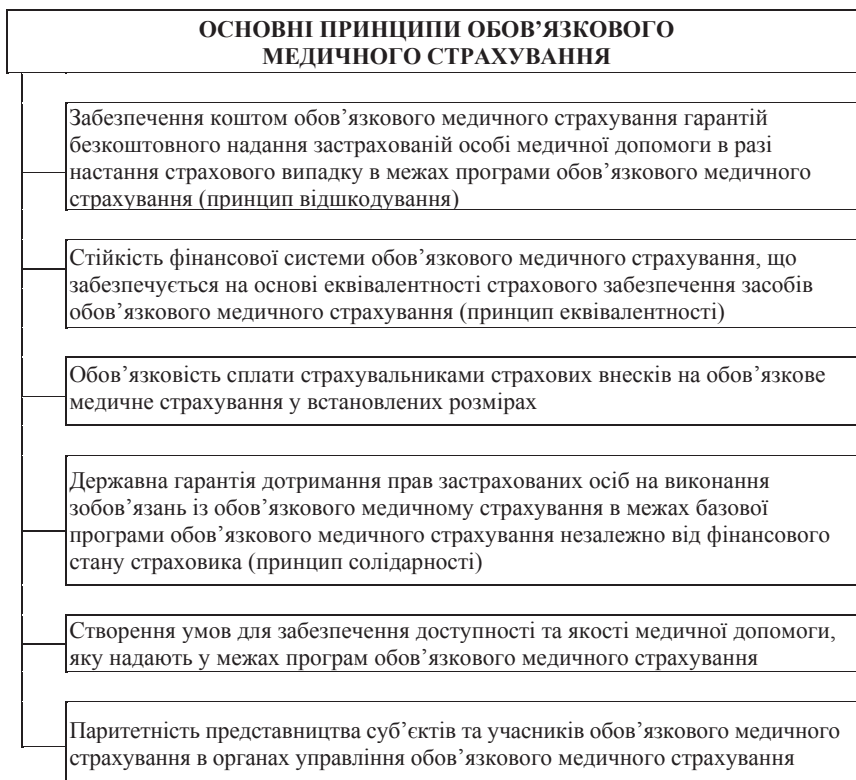 ОСНОВНІ ПРИНЦИПИ ОБОВ’ЯЗКОВОГО
МЕДИЧНОГО СТРАХУВАННЯ
Забезпечення коштом обов’язкового медичного страхування гарантій
безкоштовного надання застрахованій особі медичної допомоги в разі
настання страхового випадку в межах програми обов’язкового медичного
страхування (принцип відшкодування)
Стійкість фінансової системи обов’язкового медичного страхування, що
забезпечується на основі еквівалентності страхового забезпечення засобів
обов’язкового медичного страхування (принцип еквівалентності)
Обов’язковість сплати страхувальниками страхових внесків на обов’язкове
медичне страхування у встановлених розмірах
Державна гарантія дотримання прав застрахованих осіб на виконання
зобов’язань із обов’язкового медичному страхування в межах базової
програми обов’язкового медичного страхування незалежно від фінансового
стану страховика (принцип солідарності)
Створення умов для забезпечення доступності та якості медичної допомоги,
яку надають у межах програм обов’язкового медичного страхування
Паритетність представництва суб’єктів та учасників обов’язкового медичного
страхування в органах управління обов’язкового медичного страхування